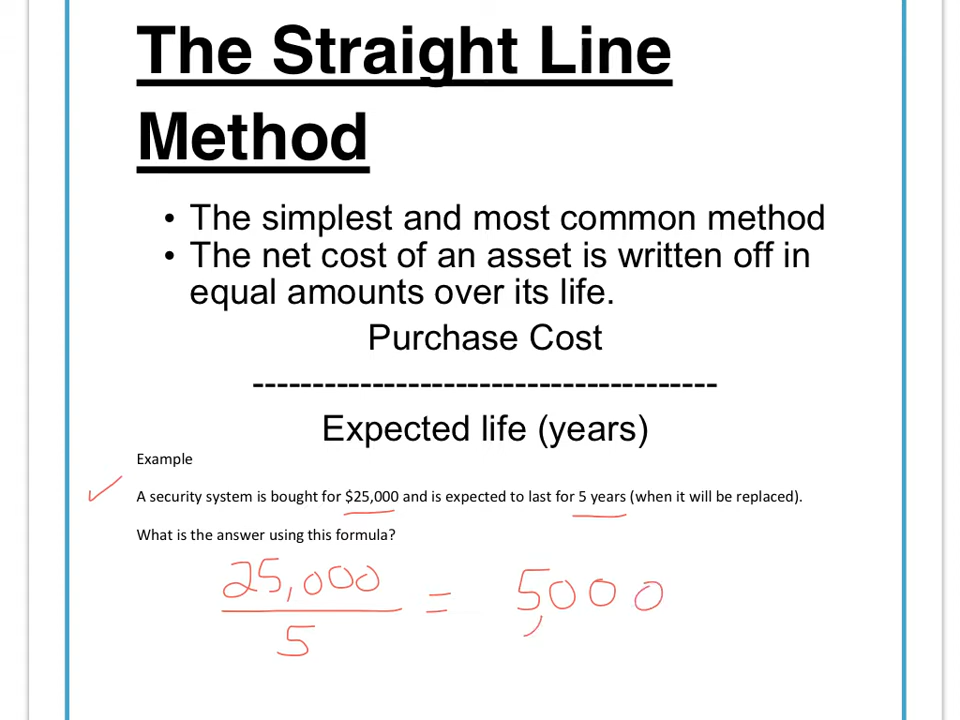 The Straight Line
Method
• The simplest and most common method
• The net cost of an asset is written off in
equal amounts over its life.
Purchase Cost
---------------------------------------
Expected life (years)
Example
A security system is bought for $25,000 and is expected to last for 5 years (when it will be replaced).
What is the answer using this formula?
25,000
= 5,000
5